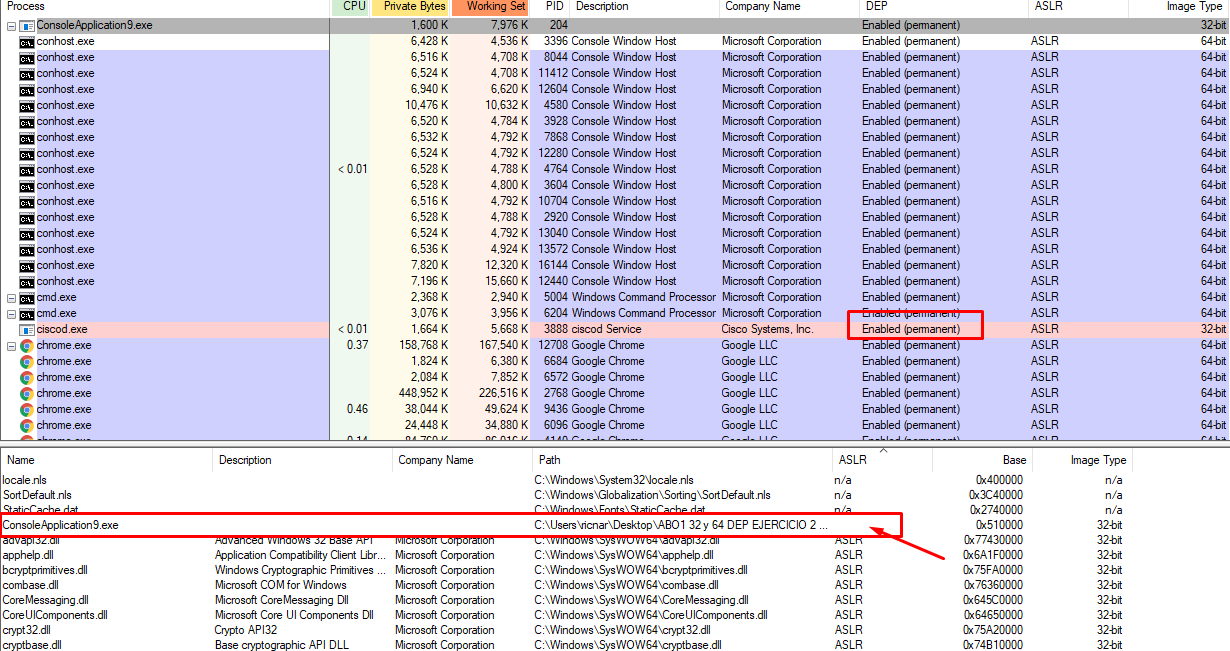 Process CPU Private Bytes Working Set PID Description Company Name DEP ASLR Image Type
ConsoleApplication9.exe 1,600 K 7,976 K 204 Enabled (permanent) 32-bit
conhost.exe 6,428 K 4,536 K 3396 Console Window Host Microsoft Corporation Enabled (permanent) ASLR 64-bit
conhost.exe 6,516 K 4,708 K 8044 Console Window Host Microsoft Corporation Enabled (permanent) ASLR 64-bit
conhost.exe 6,524 K 4,708 K 11412 Console Window Host Microsoft Corporation Enabled (permanent) ASLR 64-bit
conhost.exe 6,940 K 6,620 K 12604 Console Window Host Microsoft Corporation Enabled (permanent) ASLR 64-bit
conhost.exe 10,476 K 10,632 K 4580 Console Window Host Microsoft Corporation Enabled (permanent) ASLR 64-bit
conhost.exe 6,520 K 4,784 K 3928 Console Window Host Microsoft Corporation Enabled (permanent) ASLR 64-bit
conhost.exe 6,532 K 4,792 K 7868 Console Window Host Microsoft Corporation Enabled (permanent) ASLR 64-bit
conhost.exe 6,524 K 4,792 K 12280 Console Window Host Microsoft Corporation Enabled (permanent) ASLR 64-bit
conhost.exe < 0.01 6,528 K 4,788 K 4764 Console Window Host Microsoft Corporation Enabled (permanent) ASLR 64-bit
conhost.exe 6,528 K 4,800 K 3604 Console Window Host Microsoft Corporation Enabled (permanent) ASLR 64-bit
conhost.exe 6,516 K 4,792 K 10704 Console Window Host Microsoft Corporation Enabled (permanent) ASLR 64-bit
conhost.exe 6,528 K 4,788 K 2920 Console Window Host Microsoft Corporation Enabled (permanent) ASLR 64-bit
conhost.exe 6,524 K 4,792 K 13040 Console Window Host Microsoft Corporation Enabled (permanent) ASLR 64-bit
conhost.exe 6,536 K 4,924 K 13572 Console Window Host Microsoft Corporation Enabled (permanent) ASLR 64-bit
conhost.exe 7,820 K 12,320 K 16144 Console Window Host Microsoft Corporation Enabled (permanent) ASLR 64-bit
conhost.exe 7,196 K 15,660 K 12440 Console Window Host Microsoft Corporation Enabled (permanent) ASLR 64-bit
cmd.exe 2,368 K 2,940 K 5004 Windows Command Processor Microsoft Corporation Enabled (permanent) ASLR 64-bit
cmd.exe 3,076 K 3,956 K 6204 Windows Command Processor Microsoft Corporation Enabled (permanent) ASLR 64-bit
ciscod.exe < 0.01 1,664 K 5,668 K 3888 ciscod Service Cisco Systems, Inc. Enabled (permanent) ASLR 32-bit
chrome.exe 0.37 158,768 K 167,540 K 12708 Google Chrome Google LLC Enabled (permanent) ASLR 64-bit
chrome.exe 1,824 K 6,380 K 6684 Google Chrome Google LLC Enabled (permanent) ASLR 64-bit
chrome.exe 2,084 K 7,852 K 6572 Google Chrome Google LLC Enabled (permanent) ASLR 64-bit
chrome.exe 448,952 K 226,516 K 2768 Google Chrome Google LLC Enabled (permanent) ASLR 64-bit
chrome.exe 0.46 38,044 K 49,624 K 9436 Google Chrome Google LLC Enabled (permanent) ASLR 64-bit
chrome.exe 24,448 K 34,880 K 6096 Google Chrome Google LLC Enabled (permanent) ASLR 64-bit
Name Description Company Name Path ASLR Base Image Type
locale.nls C:\Windows\System32\locale.nls n/a 0x400000 n/a
SortDefault.nls C:\Windows\Globalization\Sorting\SortDefault.nls n/a 0x3C40000 n/a
StaticCache.dat C:\Windows\Fonts\StaticCache.dat n/a 0x2740000 n/a
ConsoleApplication9.exe C:\Users\ricnar\Desktop\ABO1 32 y 64 DEP EJERCICIO 2 ... 0x510000 32-bit
advapi32.dll Advanced Windows 32 Base API Microsoft Corporation C:\Windows\SysWOW64\advapi32.dll ASLR 0x77430000 32-bit
apphelp.dll Application Compatibility Client Libr... Microsoft Corporation C:\Windows\SysWOW64\apphelp.dll ASLR 0x6A1F0000 32-bit
bcryptprimitives.dll Windows Cryptographic Primitives ... Microsoft Corporation C:\Windows\SysWOW64\bcryptprimitives.dll ASLR 0x75FA0000 32-bit
combase.dll Microsoft COM for Windows Microsoft Corporation C:\Windows\SysWOW64\combase.dll ASLR 0x76360000 32-bit
CoreMessaging.dll Microsoft CoreMessaging Dll Microsoft Corporation C:\Windows\SysWOW64\CoreMessaging.dll ASLR 0x645C0000 32-bit
CoreUIComponents.dll Microsoft Core UI Components Dll Microsoft Corporation C:\Windows\SysWOW64\CoreUIComponents.dll ASLR 0x64650000 32-bit
crypt32.dll Crypto API32 Microsoft Corporation C:\Windows\SysWOW64\crypt32.dll ASLR 0x75A20000 32-bit
cryptbase.dll Base cryptographic API DLL Microsoft Corporation C:\Windows\SysWOW64\cryptbase.dll ASLR 0x74B10000 32-bit